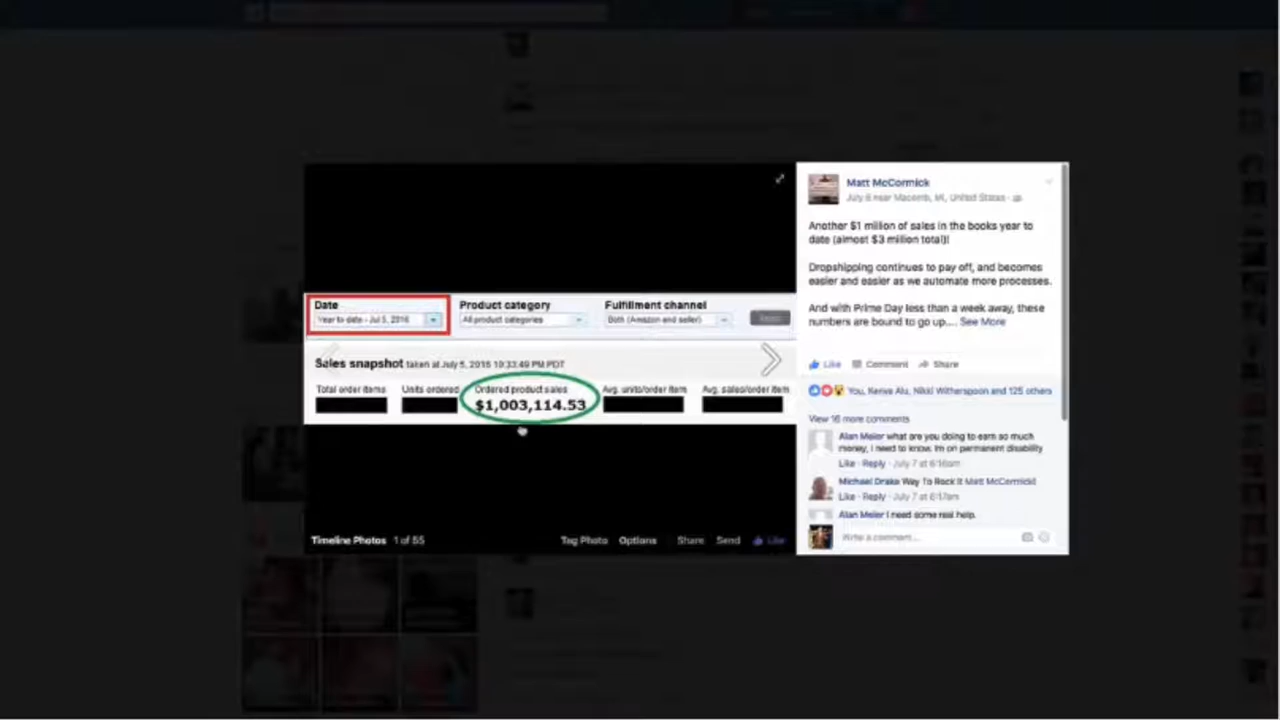 Date
Product category
Fulfillment channel
Year to date - Jul 5, 2016
All product categories
Both (Amazon and seller)
Sales snapshot taken at July 5, 2016 10:33:49 PM PDT
Total order items
Units ordered
Ordered product sales
Avg. units/order item
Avg. sales/order item
$1,003,114.53
Timeline Photos 1 of 55
Tag Photo Options Share Send Like
Matt McCormick
July 6 near Macomb, MI, United States
Another $1 million of sales in the books year to
date (almost $3 million total)!
Dropshipping continues to pay off, and becomes
easier and easier as we automate more processes.
And with Prime Day less than a week away, these
numbers are bound to go up.... See More
Like Comment Share
You, Kerwe Alu, Nikki Witherspoon and 125 others
View 16 more comments
Alan Meier what are you doing to earn so much
money, i need to know. Im on permanent disability
Like · Reply · July 7 at 6:16am
Michael Drake Way To Rock It Matt McCormick!
Like · Reply · July 7 at 6:17am
Alan Meier I need some real help.
Write a comment...